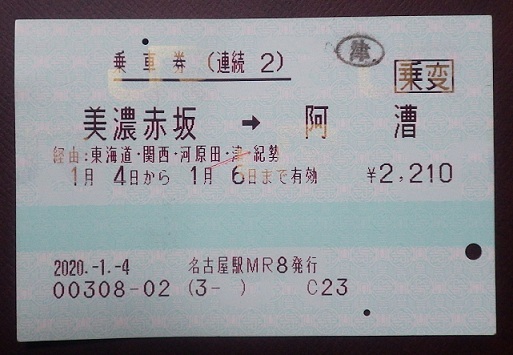 乗車券 (連続 2)
津
乗変
美濃赤坂 → 阿漕
経由:東海道・関西・河原田・津・紀勢
1月 4日から 1月 6日まで有効 ¥2,210
2020.-1.-4 名古屋駅MR8発行
00308-02 (3- ) C23